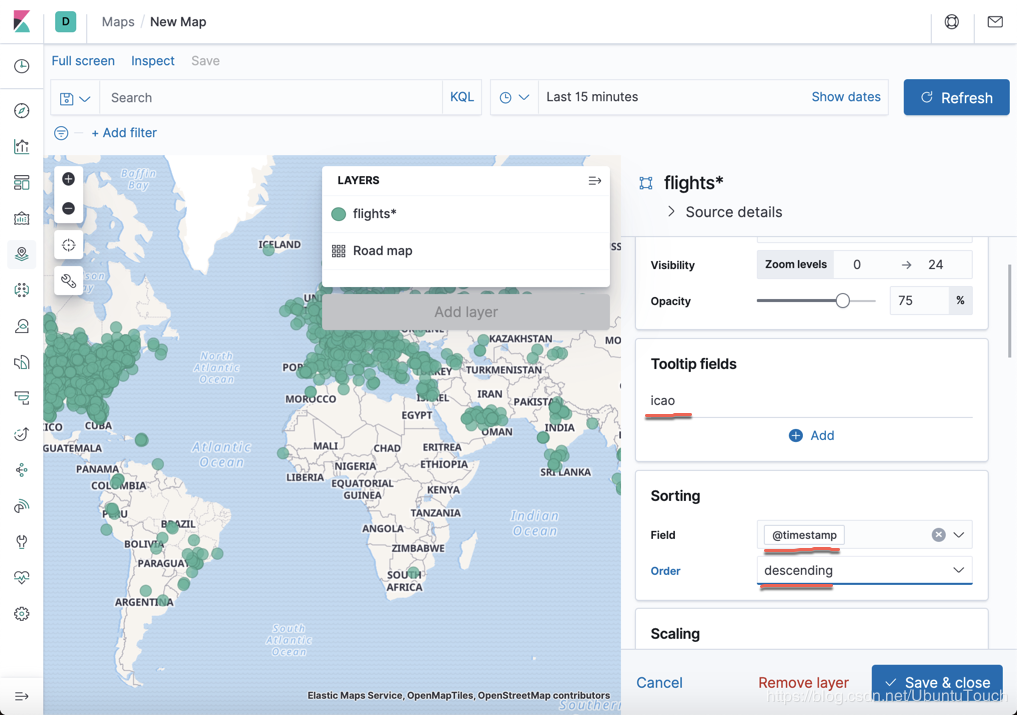 D Maps / New Map
Full screen Inspect Save
Search KQL Last 15 minutes Show dates Refresh
+ Add filter
LAYERS
flights*
Road map
Add layer
Baffin
Bay
ICELAND
KAZAKHSTAN
North
Atlantic
Ocean
TURKMENISTAN
MOROCCO
IRAN
PAKISTAN
EGYPT
CUBA
OMAN
INDIA
GUATEMALA
Atlantic
Ocean
MALI
CHAD
ERITREA
PANAMA
NIGERIA
ETHIOPIA
SRI LANKA
LIBERIA
COLOMBIA
EQUATORIAL
GUINEA
KENYA
PERU
TANZANIA
BRAZIL
ANGOLA
Indian
Ocean
BOLIVIA
ZIMBABWE
PARAGUAY
SOUTH
AFRICA
ARGENTINA
South
Atlantic
Ocean
Southern
Elastic Maps Service, OpenMapTiles, OpenStreetMap contributors
flights*
Source details
Visibility Zoom levels 0 → 24
Opacity 75 %
Tooltip fields
icao
Add
Sorting
Field @timestamp
Order descending
Scaling
Cancel Remove layer Save & close
https://blog.csdn.net/UbuntuTouch